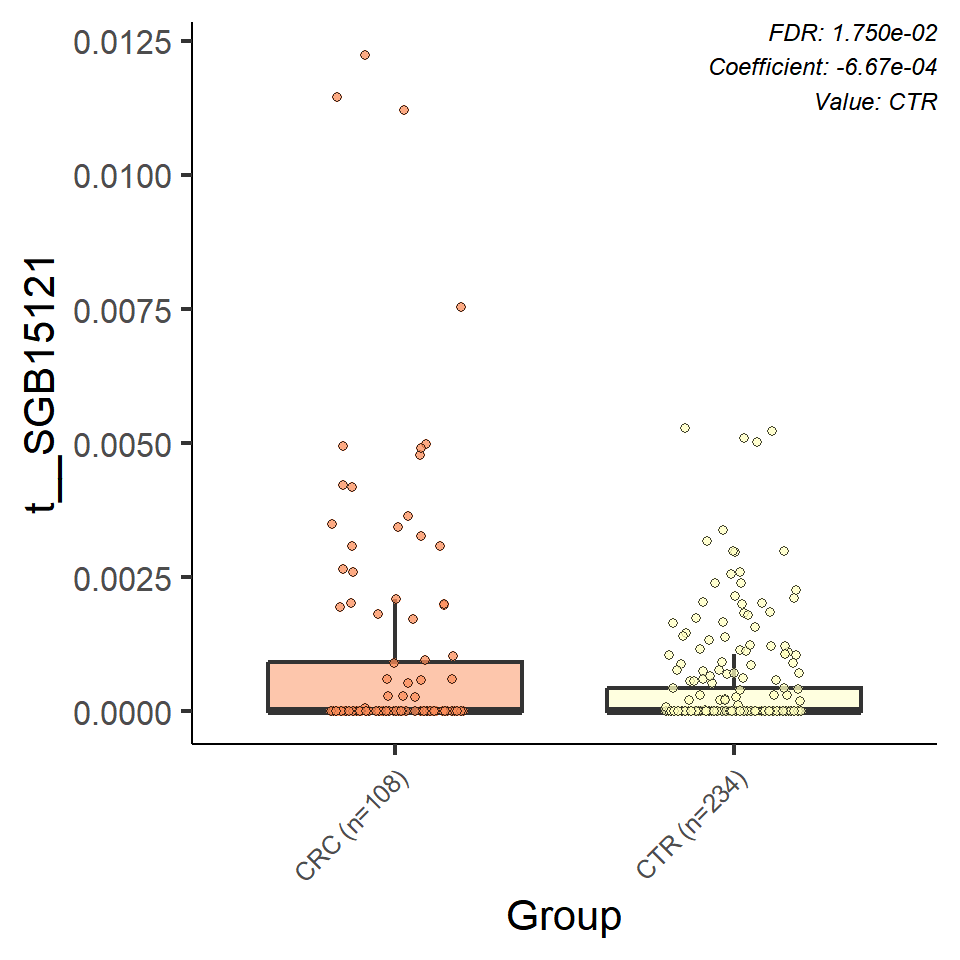 FDR: 1.750e-02
Coefficient: -6.67e-04
Value: CTR
0.0125
0.0100
0.0075
0.0050
0.0025
0.0000
t__SGB15121
CRC (n=108)
CTR (n=234)
Group